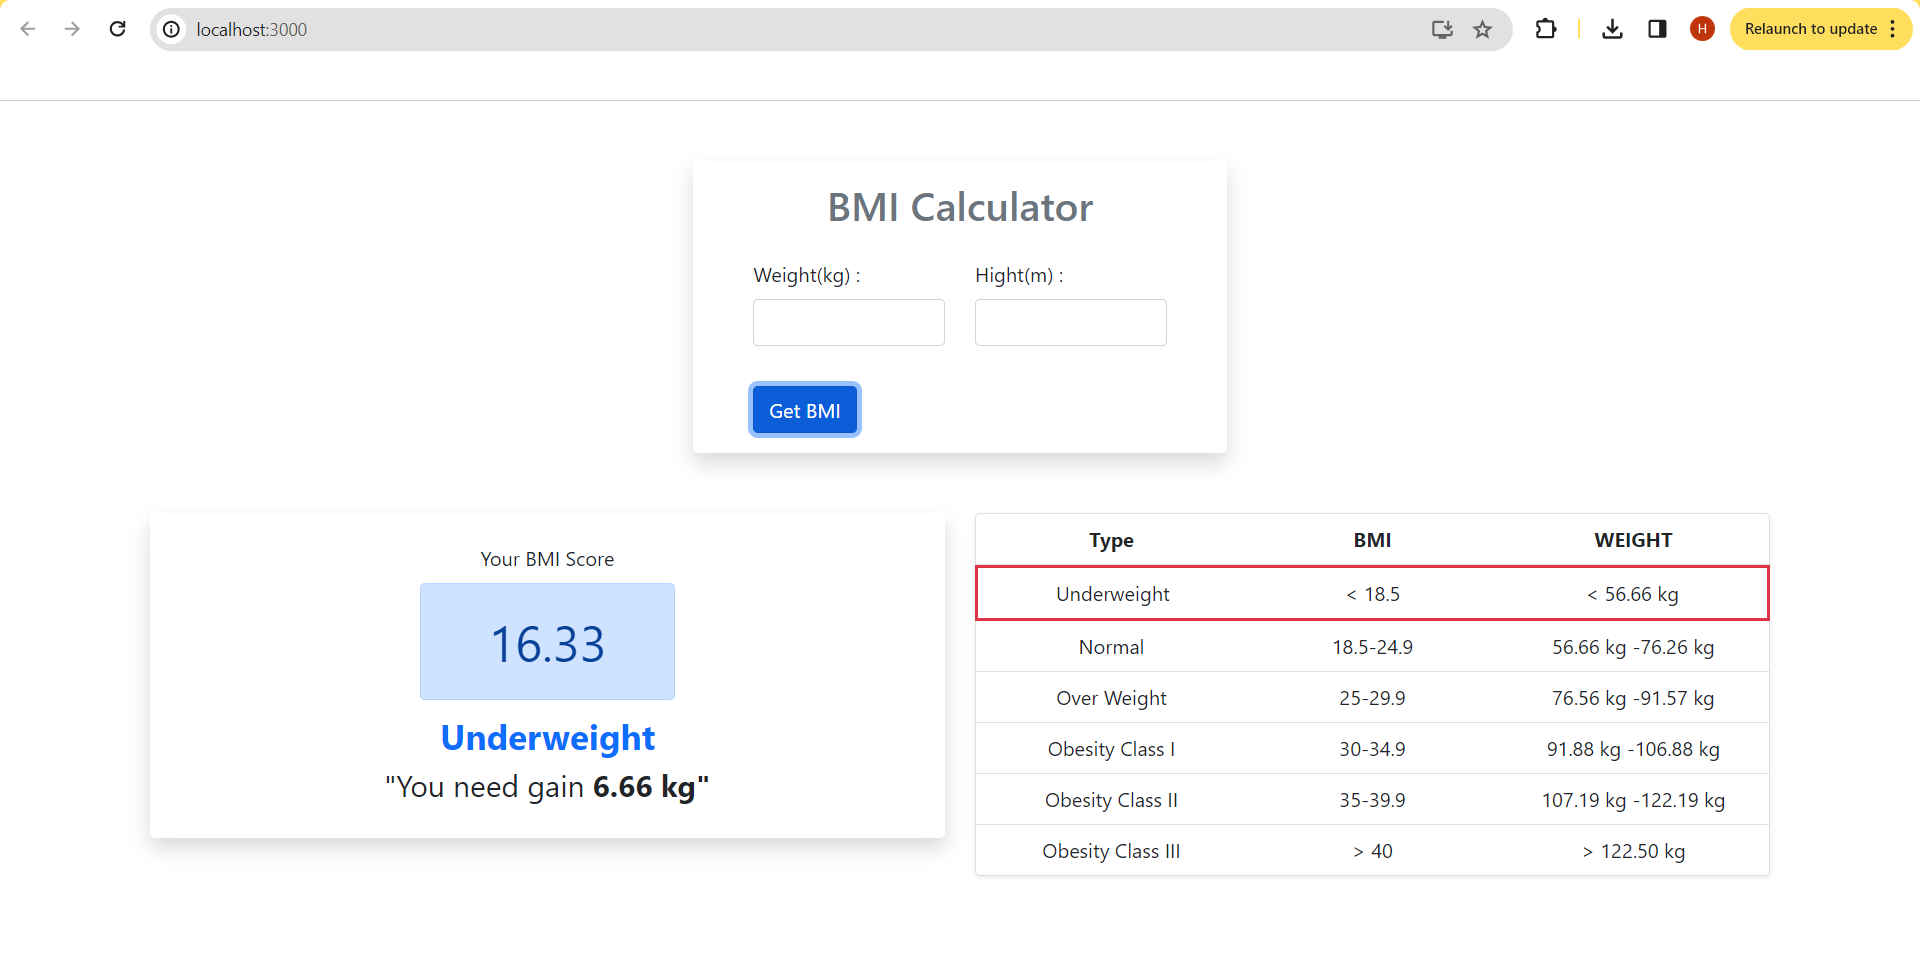 localhost:3000
H
Relaunch to update
BMI Calculator
Weight(kg) : Hight(m) :
Get BMI
Your BMI Score
16.33
Underweight
"You need gain 6.66 kg"
Type BMI WEIGHT
Underweight < 18.5 < 56.66 kg
Normal 18.5-24.9 56.66 kg -76.26 kg
Over Weight 25-29.9 76.56 kg -91.57 kg
Obesity Class I 30-34.9 91.88 kg -106.88 kg
Obesity Class II 35-39.9 107.19 kg -122.19 kg
Obesity Class III > 40 > 122.50 kg